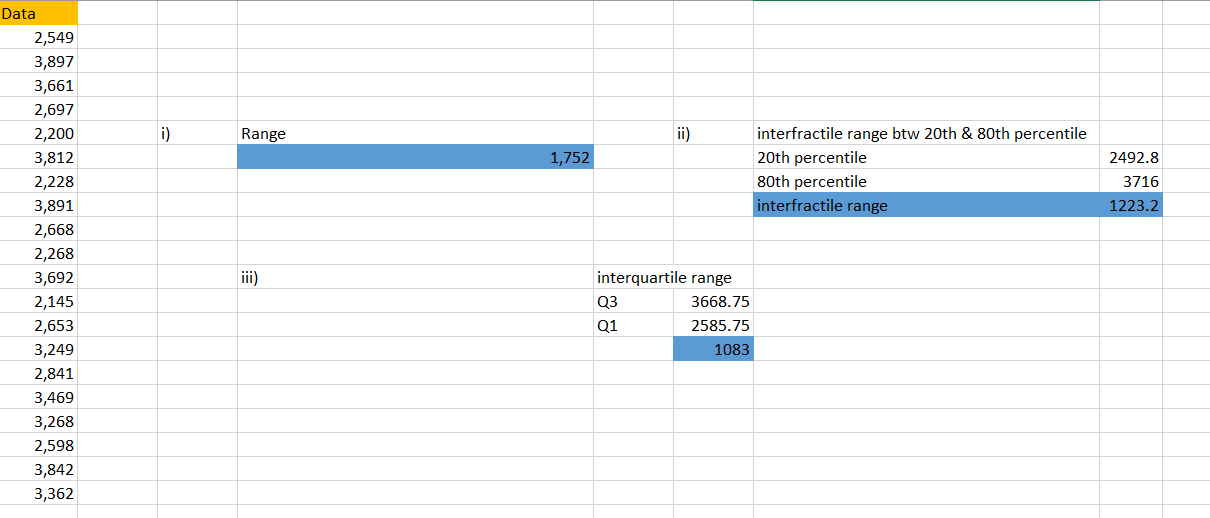 Data
2,549
3,897
3,661
2,697
2,200 i) Range ii) interfractile range btw 20th & 80th percentile
3,812 1,752 20th percentile 2492.8
2,228 80th percentile 3716
3,891 interfractile range 1223.2
2,668
2,268
3,692 iii) interquartile range
2,145 Q3 3668.75
2,653 Q1 2585.75
3,249 1083
2,841
3,469
3,268
2,598
3,842
3,362